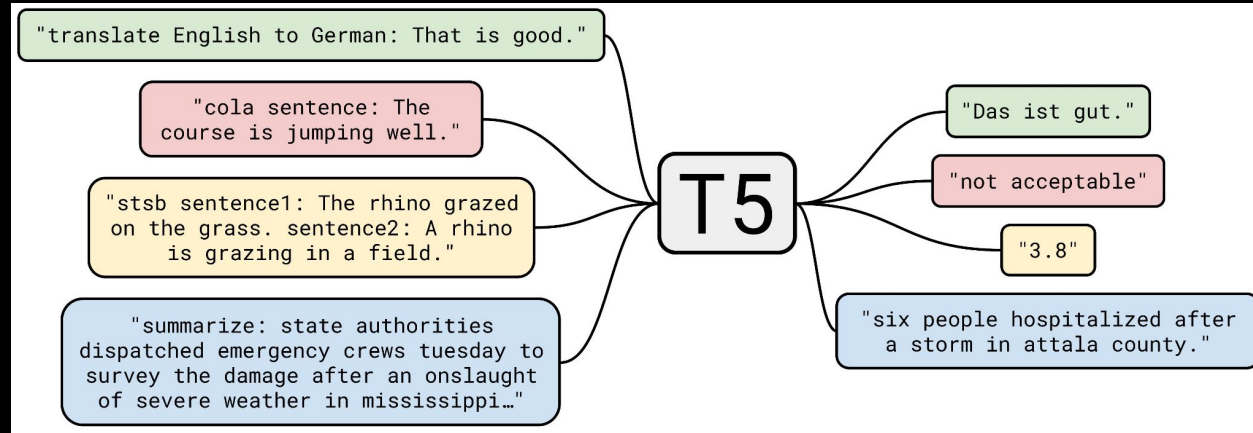 "translate English to German: That is good."
"cola sentence: The
course is jumping well."
"stsb sentence1: The rhino grazed
on the grass. sentence2: A rhino
is grazing in a field."
"summarize: state authorities
dispatched emergency crews tuesday to
survey the damage after an onslaught
of severe weather in mississippi…"
T5
"Das ist gut."
"not acceptable"
"3.8"
"six people hospitalized after
a storm in attala county."